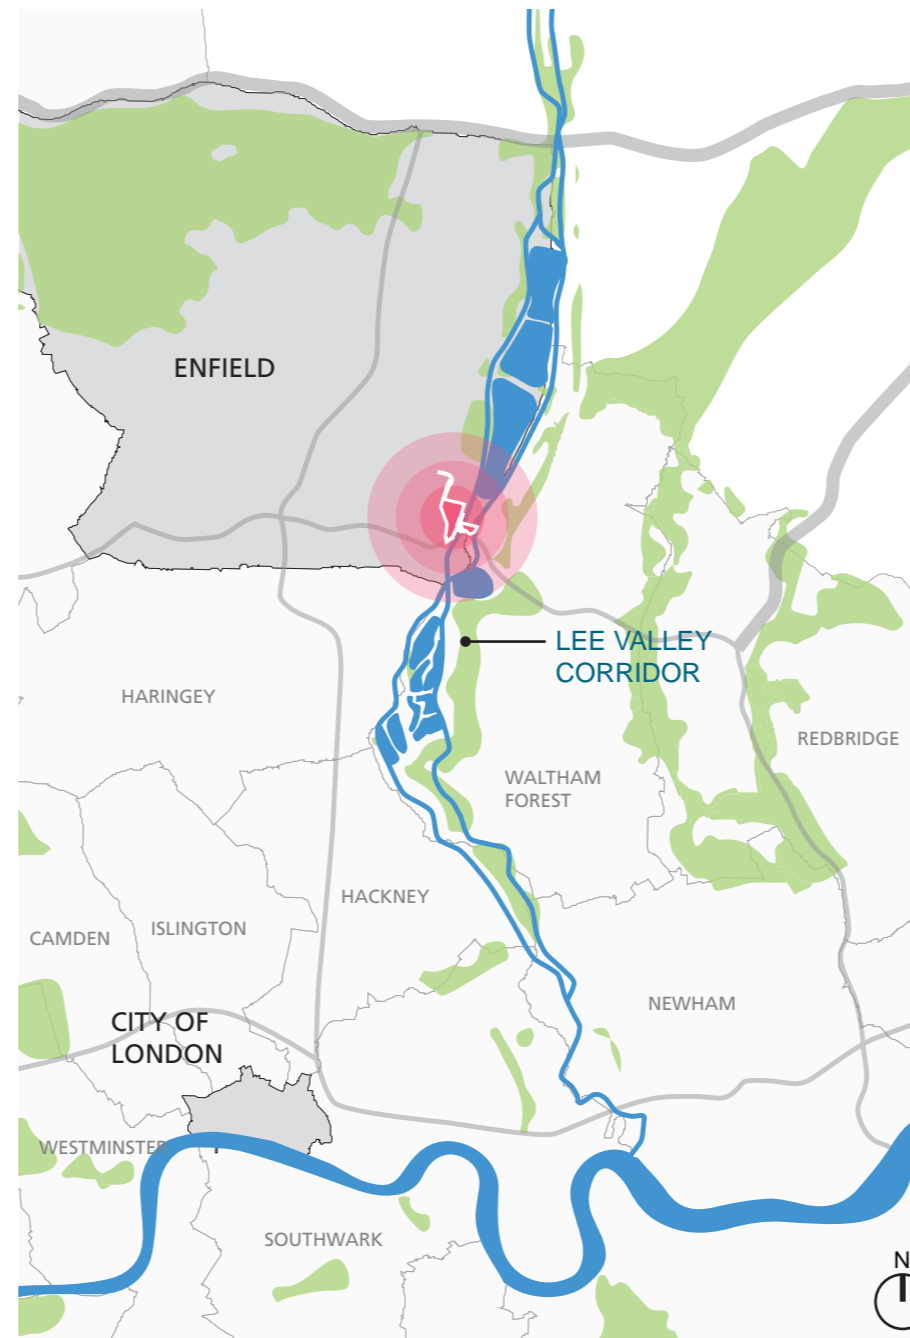 ENFIELD
LEE VALLEY
CORRIDOR
HARINGEY
REDBRIDGE
WALTHAM
FOREST
HACKNEY
ISLINGTON
CAMDEN
NEWHAM
CITY OF
LONDON
WESTMINSTER
SOUTHWARK
N